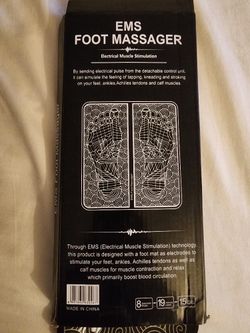 EMS
FOOT MASSAGER
Electrical Muscle Stimulation
By sending electrical pulse from the detachable control unit.
it can simulate the feeling of tapping, kneading and stroking
on your feet, ankles, Achilles tendons and calf muscles.
Through EMS (Electrical Muscle Stimulation) technology,
this product is designed with a foot mat as electrodes to
stimulate your feet, ankles, Achilles tendons as well as
calf muscles for muscle contraction and relax
which primarily boost blood circulation.
MADE IN CHINA
8
19
15